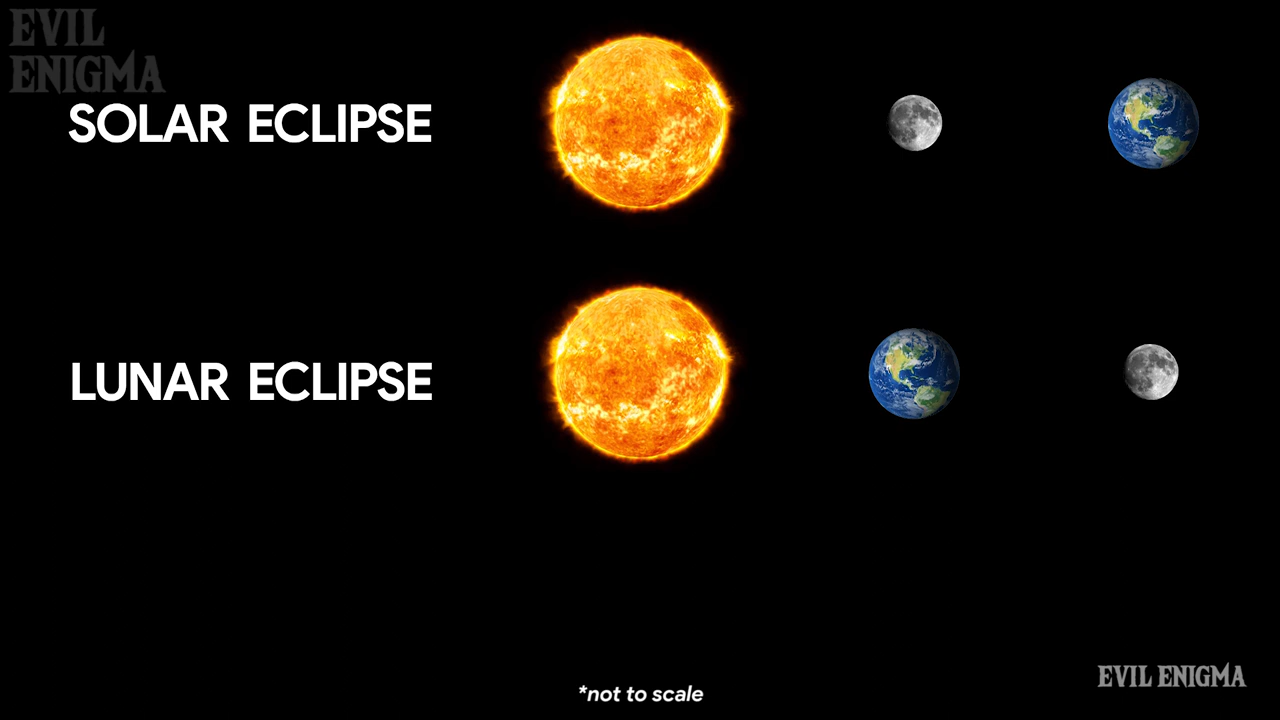 EVIL
ENIGMA
SOLAR ECLIPSE
LUNAR ECLIPSE
*not to scale
EVIL ENIGMA